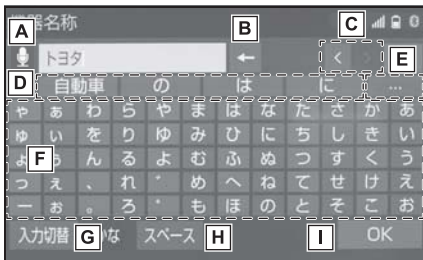 器名称 C
A B
トヨタ ← < > E
D 自動車 の は に ...
ゃ ぁ わ ら や ま は な た さ か あ
ゅ ぃ を り ゆ み ひ に ち し き い
ょ F ぅ ん る よ む ふ ぬ つ す く う
っ ぇ 、 れ ゛ め へ ね て せ け え
ー ぉ 。 ろ ゜ も ほ の と そ こ お
入力切替 G かな スペース H I OK